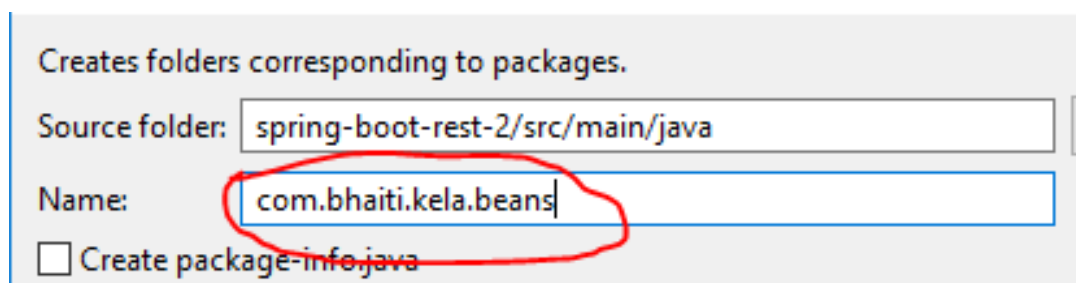 Creates folders corresponding to packages.
Source folder: spring-boot-rest-2/src/main/java
Name: com.bhaiti.kela.beans
Create package-info.java